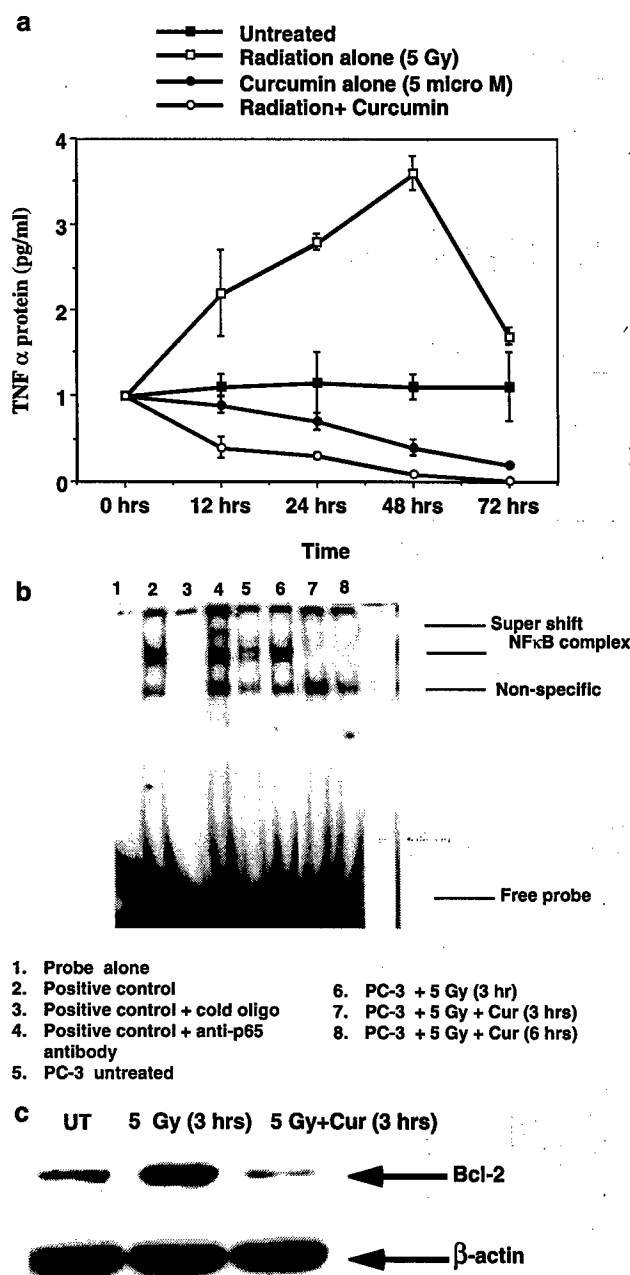 a
Untreated
Radiation alone (5 Gy)
Curcumin alone (5 micro M)
Radiation+ Curcumin
TNF α protein (pg/ml)
4
3
2
1
0
0 hrs 12 hrs 24 hrs 48 hrs 72 hrs
Time
b
1 2 3 4 5 6 7 8
Super shift
NFκB complex
Non-specific
Free probe
1. Probe alone
2. Positive control
3. Positive control + cold oligo
4. Positive control + anti-p65
antibody
5. PC-3 untreated
6. PC-3 + 5 Gy (3 hr)
7. PC-3 + 5 Gy + Cur (3 hrs)
8. PC-3 + 5 Gy + Cur (6 hrs)
c
UT 5 Gy (3 hrs) 5 Gy+Cur (3 hrs)
Bcl-2
β-actin